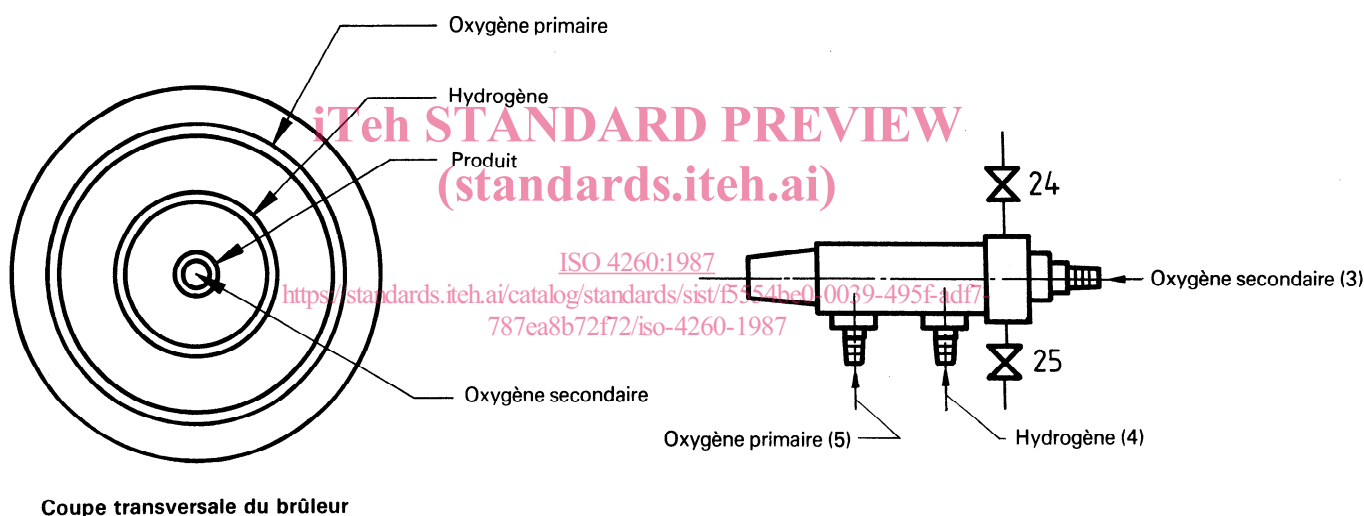 Oxygène primaire
Hydrogène
iTeh STANDARD PREVIEW
Produit
(standards.iteh.ai)
24
ISO 4260:1987
Oxygène secondaire (3)
https://standards.iteh.ai/catalog/standards/sist/f5554be0-0039-495f-adf7-
787ea8b72f72/iso-4260-1987
25
Oxygène secondaire
Oxygène primaire (5)
Hydrogène (4)
Coupe transversale du brûleur